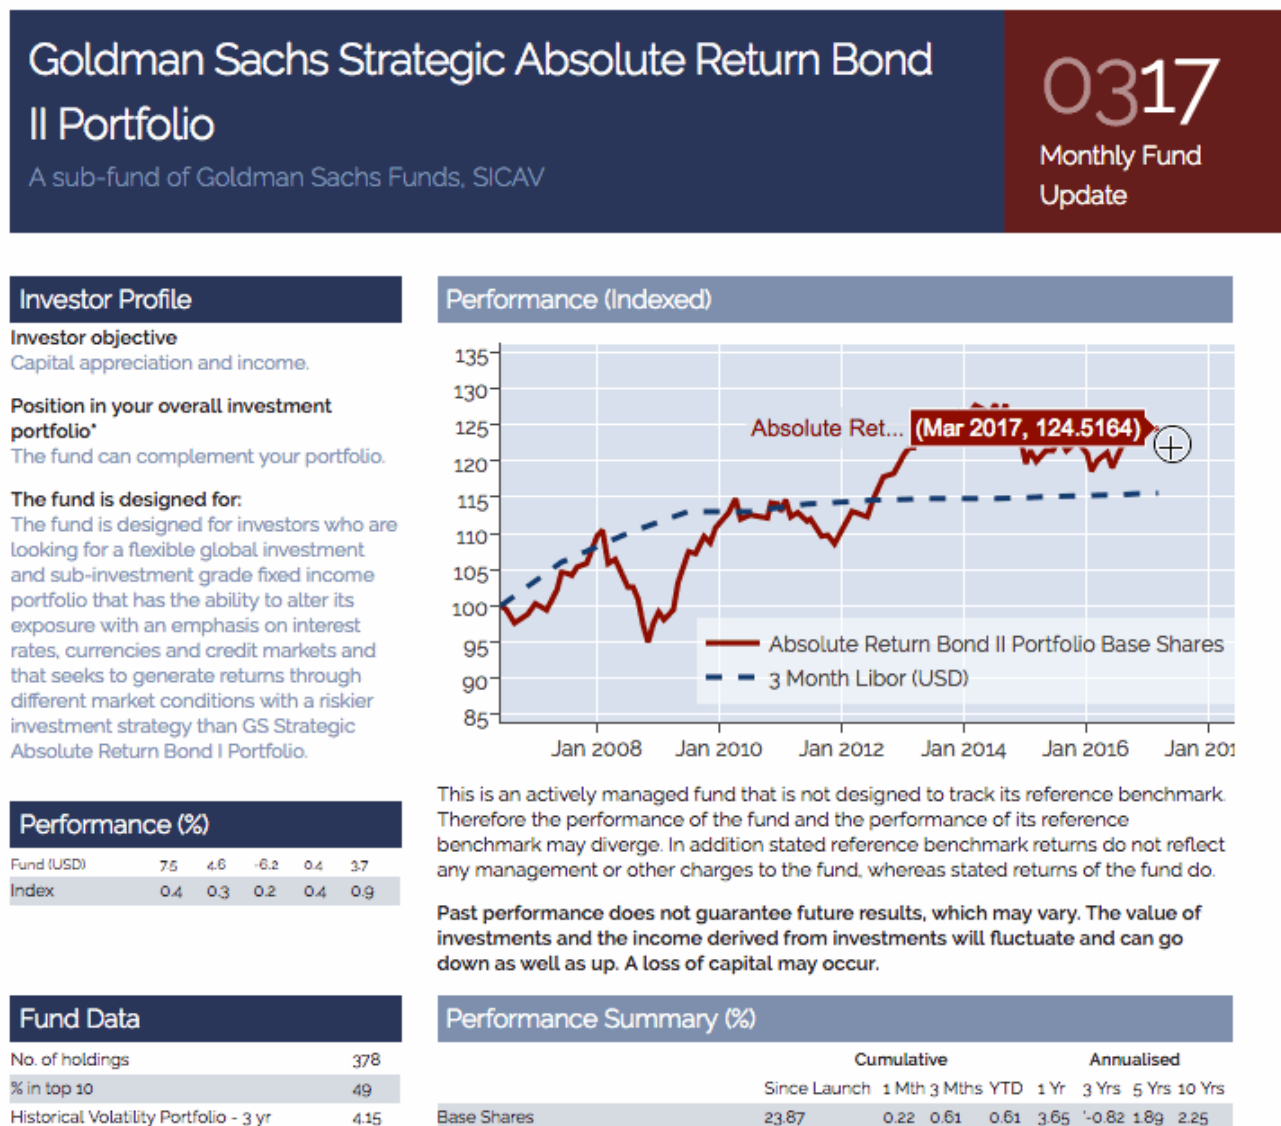 Goldman Sachs Strategic Absolute Return Bond
II Portfolio
A sub-fund of Goldman Sachs Funds, SICAV
0317
Monthly Fund
Update
Investor Profile
Investor objective
Capital appreciation and income.
Position in your overall investment
portfolio*
The fund can complement your portfolio.
The fund is designed for:
The fund is designed for investors who are
looking for a flexible global investment
and sub-investment grade fixed income
portfolio that has the ability to alter its
exposure with an emphasis on interest
rates, currencies and credit markets and
that seeks to generate returns through
different market conditions with a riskier
investment strategy than GS Strategic
Absolute Return Bond I Portfolio.
Performance (%)
Fund (USD) 7.5 4.6 -6.2 0.4 3.7
Index 0.4 0.3 0.2 0.4 0.9
Fund Data
No. of holdings 378
% in top 10 49
Historical Volatility Portfolio - 3 yr 4.15
Performance (Indexed)
135
130
125
120
115
110
105
100
95
90
85
Absolute Ret... (Mar 2017, 124.5164)
Absolute Return Bond II Portfolio Base Shares
3 Month Libor (USD)
Jan 2008 Jan 2010 Jan 2012 Jan 2014 Jan 2016 Jan 201
This is an actively managed fund that is not designed to track its reference benchmark.
Therefore the performance of the fund and the performance of its reference
benchmark may diverge. In addition stated reference benchmark returns do not reflect
any management or other charges to the fund, whereas stated returns of the fund do.
Past performance does not guarantee future results, which may vary. The value of
investments and the income derived from investments will fluctuate and can go
down as well as up. A loss of capital may occur.
Performance Summary (%)
Cumulative Annualised
Since Launch 1 Mth 3 Mths YTD 1 Yr 3 Yrs 5 Yrs 10 Yrs
Base Shares 23.87 0.22 0.61 0.61 3.65 '-0.82 1.89 2.25